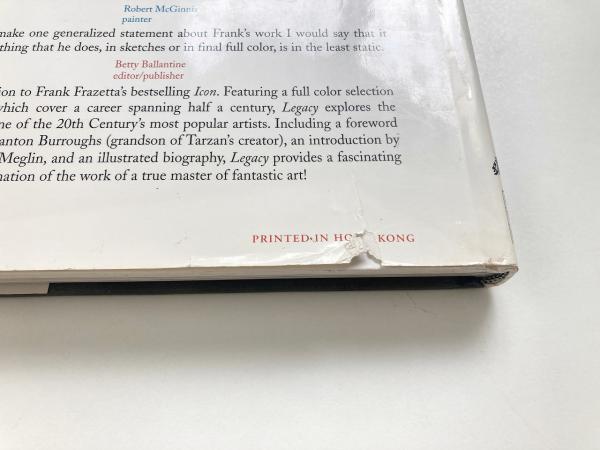 Robert McGinnis
painter
make one generalized statement about Frank's work I would say that it
thing that he does, in sketches or in final full color, is in the least static.
Betty Ballantine
editor/publisher
ion to Frank Frazetta's bestselling Icon. Featuring a full color selection
which cover a career spanning half a century, Legacy explores the
ne of the 20th Century's most popular artists. Including a foreword
anton Burroughs (grandson of Tarzan's creator), an introduction by
Meglin, and an illustrated biography, Legacy provides a fascinating
nation of the work of a true master of fantastic art!
PRINTED IN HO KONG